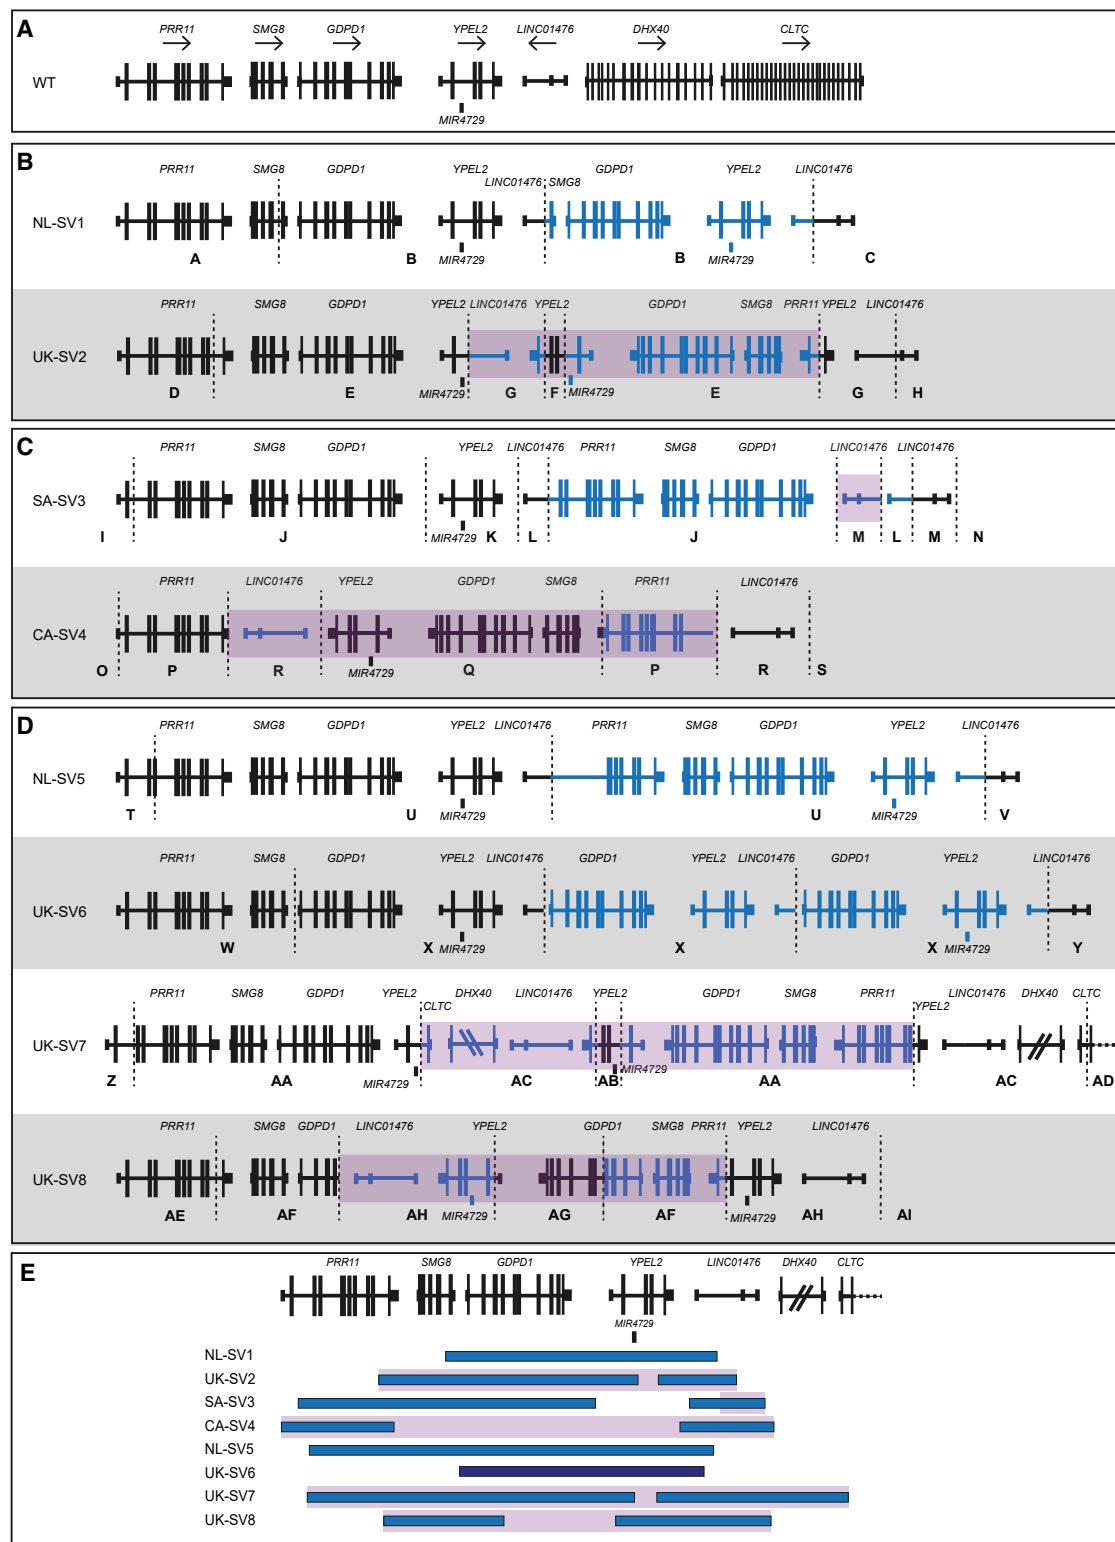 A
PRR11 SMG8 GDPD1 YPEL2 LINC01476 DHX40 CLTC
WT
MIR4729
B
PRR11 SMG8 GDPD1 YPEL2 LINC01476 SMG8 GDPD1 YPEL2 LINC01476
NL-SV1
MIR4729 MIR4729
A B B C
PRR11 SMG8 GDPD1 YPEL2 LINC01476 YPEL2 GDPD1 SMG8 PRR11 YPEL2 LINC01476
UK-SV2
MIR4729 MIR4729
D E G F E G H
C
PRR11 SMG8 GDPD1 YPEL2 LINC01476 PRR11 SMG8 GDPD1 LINC01476 LINC01476
SA-SV3
MIR4729
I J K L J M L M N
PRR11 LINC01476 YPEL2 GDPD1 SMG8 PRR11 LINC01476
CA-SV4
MIR4729
O P R Q P R S
D
PRR11 SMG8 GDPD1 YPEL2 LINC01476 PRR11 SMG8 GDPD1 YPEL2 LINC01476
NL-SV5
MIR4729 MIR4729
T U U V
PRR11 SMG8 GDPD1 YPEL2 LINC01476 GDPD1 YPEL2 LINC01476 GDPD1 YPEL2 LINC01476
UK-SV6
W X MIR4729 X X MIR4729 Y
PRR11 SMG8 GDPD1 YPEL2 CLTC DHX40 LINC01476 YPEL2 GDPD1 SMG8 PRR11 YPEL2 LINC01476 DHX40 CLTC
UK-SV7
MIR4729 MIR4729
Z AA AC AB AA AC AD
PRR11 SMG8 GDPD1 LINC01476 YPEL2 GDPD1 SMG8 PRR11 YPEL2 LINC01476
UK-SV8
MIR4729 MIR4729
AE AF AH AG AF AH AI
E
PRR11 SMG8 GDPD1 YPEL2 LINC01476 DHX40 CLTC
MIR4729
NL-SV1
UK-SV2
SA-SV3
CA-SV4
NL-SV5
UK-SV6
UK-SV7
UK-SV8